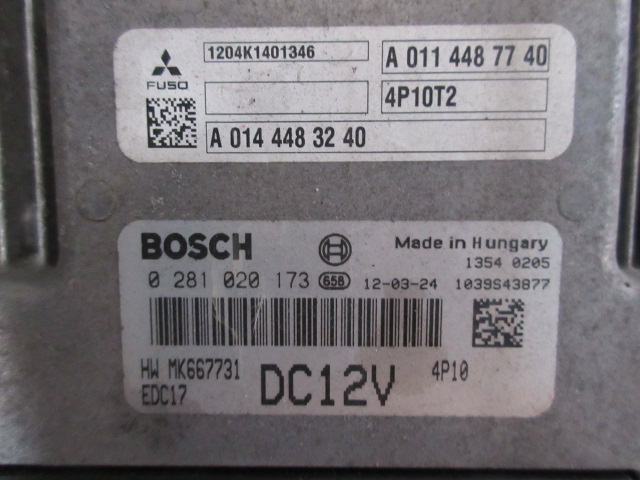 1204K1401346
A 011 448 77 40
FUSO
4P10T2
A 014 448 32 40
BOSCH
Made in Hungary
1354 0205
0 281 020 173 658 12-03-24 1039S43877
HW MK667731
DC12V
4P10
EDC17